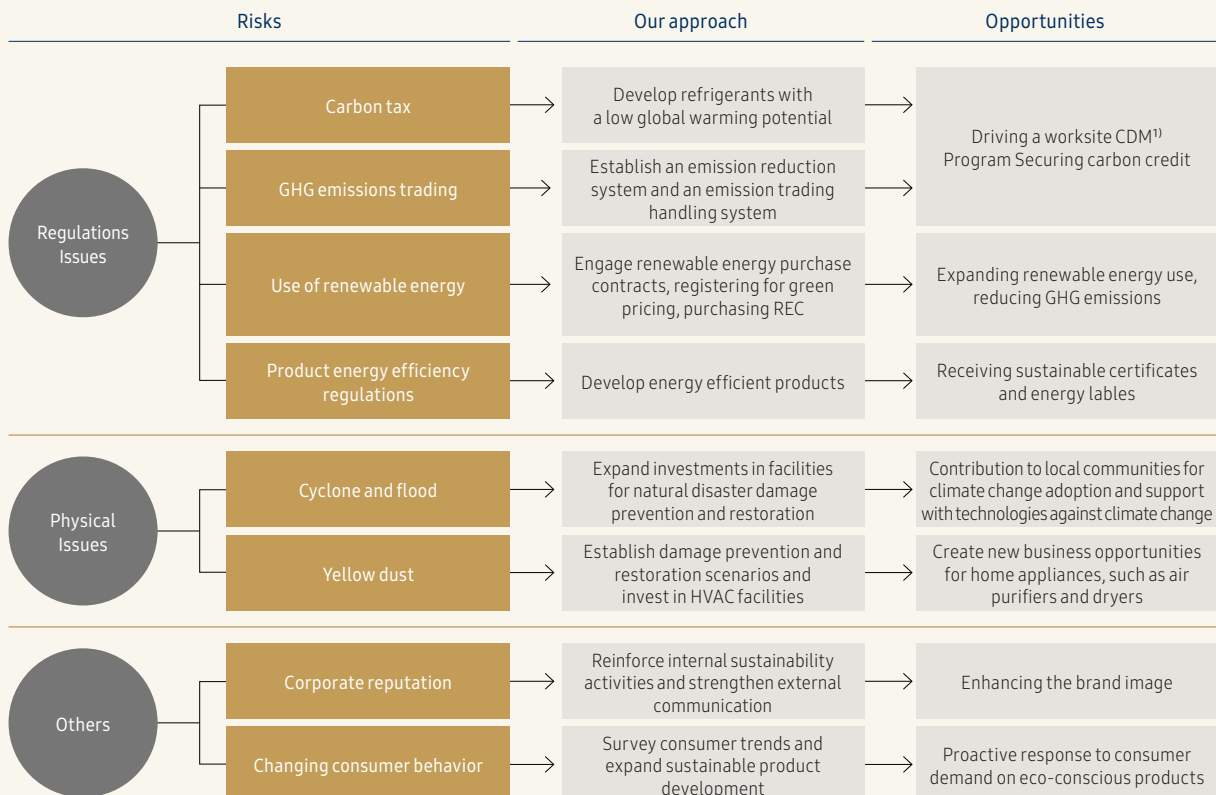 Risks
Our approach
Opportunities
Regulations
Issues
Carbon tax
Develop refrigerants with
a low global warming potential
Driving a worksite CDM¹⁾
Program Securing carbon credit
GHG emissions trading
Establish an emission reduction
system and an emission trading
handling system
Use of renewable energy
Engage renewable energy purchase
contracts, registering for green
pricing, purchasing REC
Expanding renewable energy use,
reducing GHG emissions
Product energy efficiency
regulations
Develop energy efficient products
Receiving sustainable certificates
and energy lables
Physical
Issues
Cyclone and flood
Expand investments in facilities
for natural disaster damage
prevention and restoration
Contribution to local communities for
climate change adoption and support
with technologies against climate change
Yellow dust
Establish damage prevention and
restoration scenarios and
invest in HVAC facilities
Create new business opportunities
for home appliances, such as air
purifiers and dryers
Others
Corporate reputation
Reinforce internal sustainability
activities and strengthen external
communication
Enhancing the brand image
Changing consumer behavior
Survey consumer trends and
expand sustainable product
development
Proactive response to consumer
demand on eco-conscious products